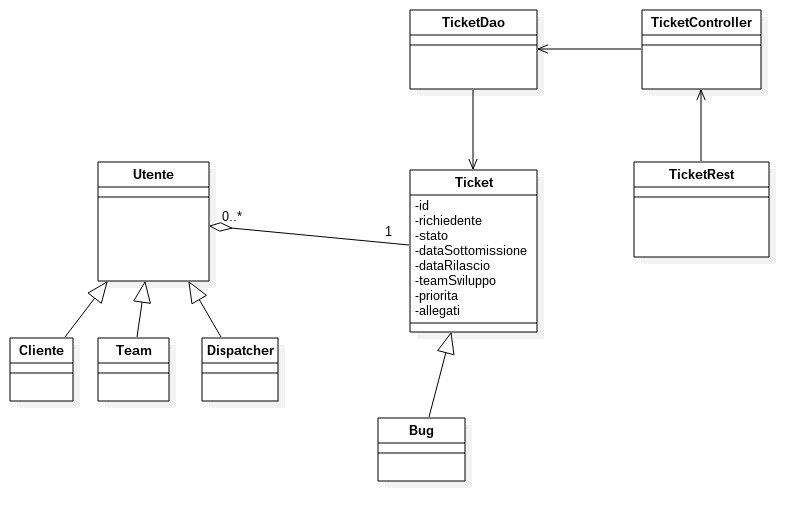 TicketDao
TicketController
Utente
0..*
1
Ticket
-id
-richiedente
-stato
-dataSottomissione
-dataRilascio
-teamSviluppo
-priorita
-allegati
TicketRest
Cliente
Team
Dispatcher
Bug